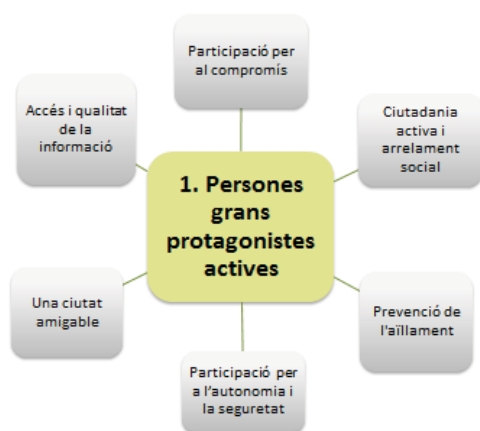 Participació per
al compromís
Accés i qualitat
de la
informació
Ciutadania
activa i
arrelament
social
1. Persones
grans
protagonistes
actives
Una ciutat
amigable
Prevenció de
l'aïllament
Participació per
a l'autonomia i
la seguretat